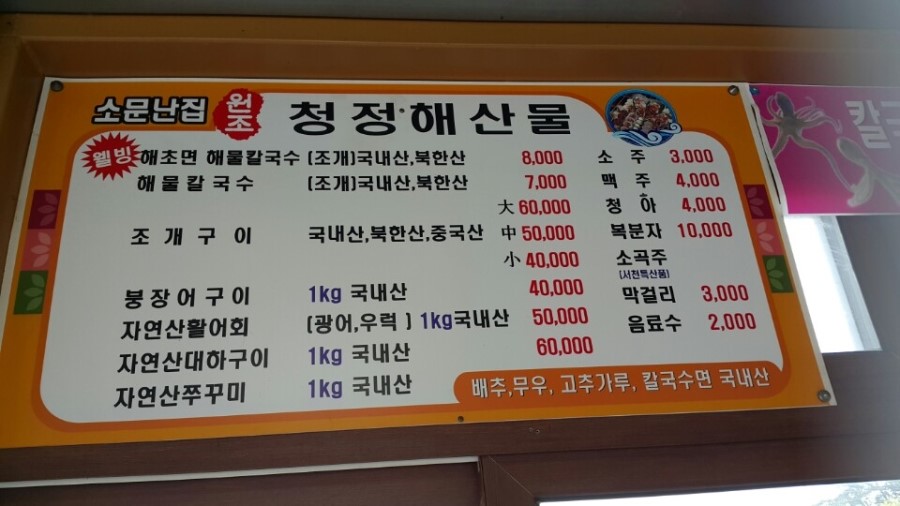 소문난집 원조 청정해산물
웰빙 해초면 해물칼국수 (조개)국내산,북한산 8,000 소 주 3,000
해물칼국수 (조개)국내산,북한산 7,000 맥 주 4,000
大 60,000 청 하 4,000
조 개 구 이 국내산,북한산,중국산 中 50,000 복분자 10,000
小 40,000 소곡주
(서천특산품)
붕장어구이 1kg 국내산 40,000 막걸리 3,000
자연산활어회 (광어,우력 ) 1kg국내산 50,000 음료수 2,000
자연산대하구이 1kg 국내산 60,000
자연산쭈꾸미 1kg 국내산
배추,무우, 고추가루, 칼국수면 국내산
칼국